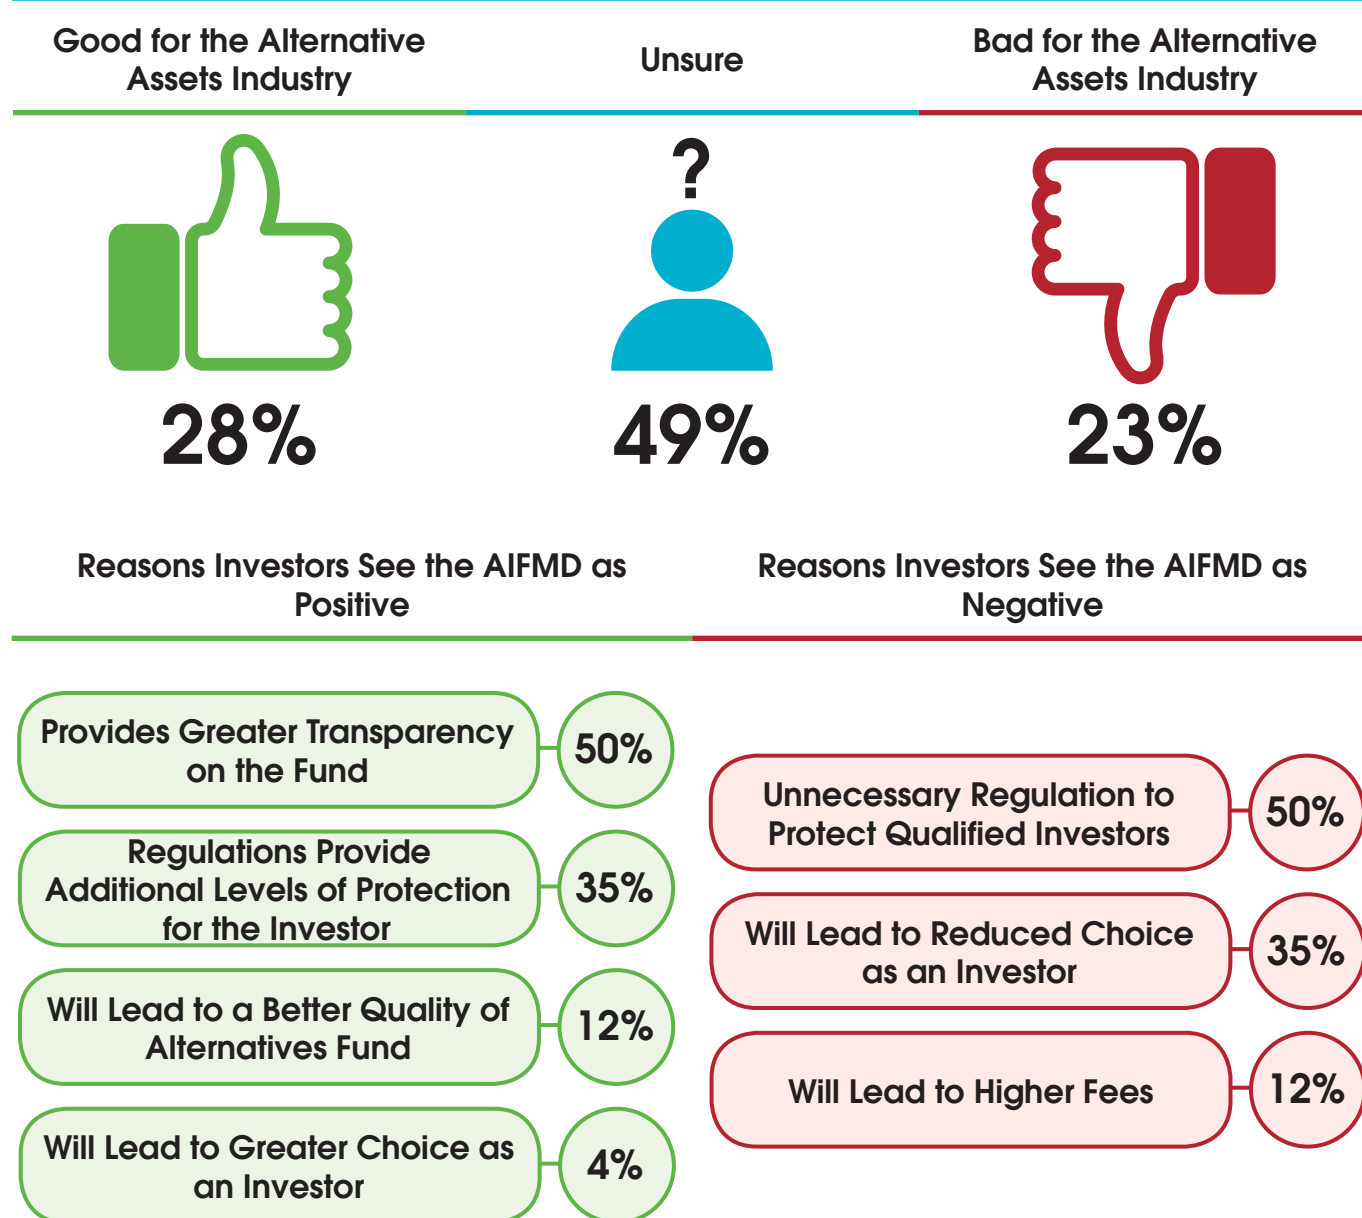 Good for the Alternative
Assets Industry
Unsure
Bad for the Alternative
Assets Industry
?
28%
49%
23%
Reasons Investors See the AIFMD as
Positive
Reasons Investors See the AIFMD as
Negative
Provides Greater Transparency
on the Fund
50%
Regulations Provide
Additional Levels of Protection
for the Investor
35%
Will Lead to a Better Quality of
Alternatives Fund
12%
Will Lead to Greater Choice as
an Investor
4%
Unnecessary Regulation to
Protect Qualified Investors
50%
Will Lead to Reduced Choice
as an Investor
35%
Will Lead to Higher Fees
12%